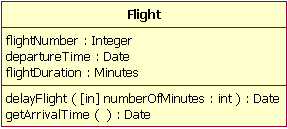 Flight
flightNumber : Integer
departureTime : Date
flightDuration : Minutes
delayFlight ( [in] numberOfMinutes : int ) : Date
getArrivalTime ( ) : Date